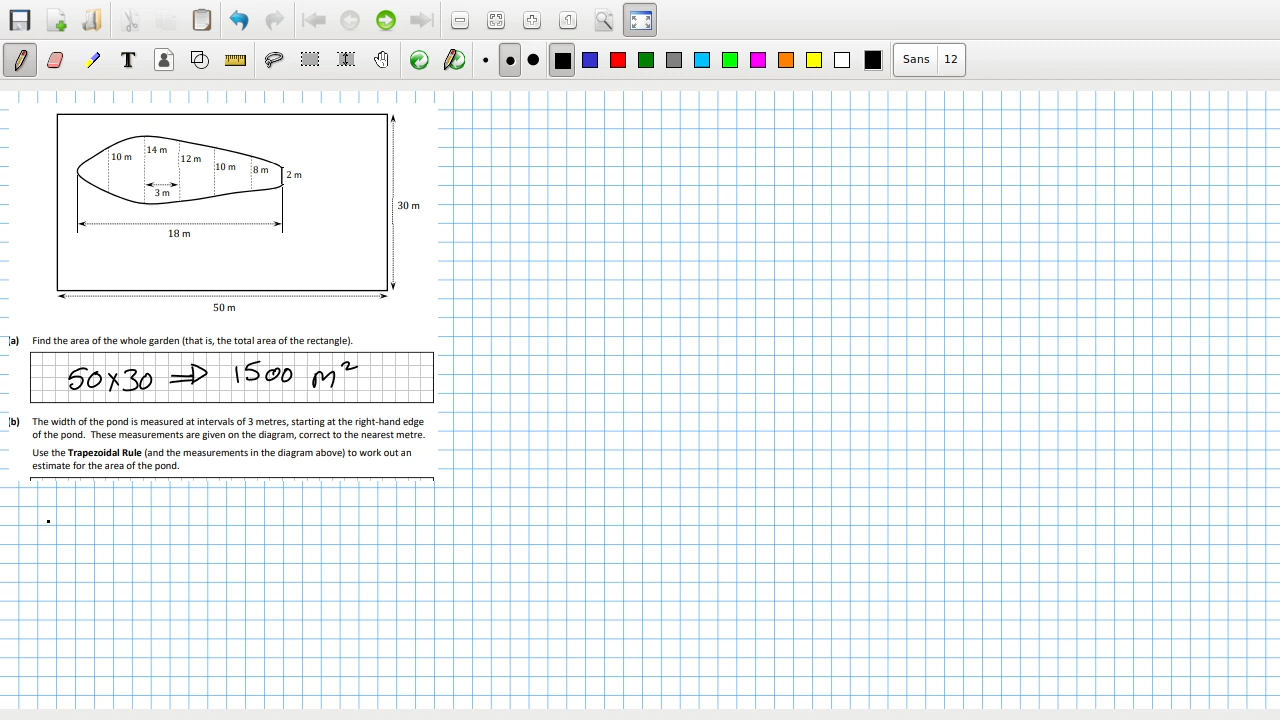 Sans 12
10 m
14 m
12 m
10 m
8 m
2 m
3 m
18 m
30 m
50 m
(a) Find the area of the whole garden (that is, the total area of the rectangle).
50x30 ⇒ 1500 m²
(b) The width of the pond is measured at intervals of 3 metres, starting at the right-hand edge
of the pond. These measurements are given on the diagram, correct to the nearest metre.
Use the Trapezoidal Rule (and the measurements in the diagram above) to work out an
estimate for the area of the pond.